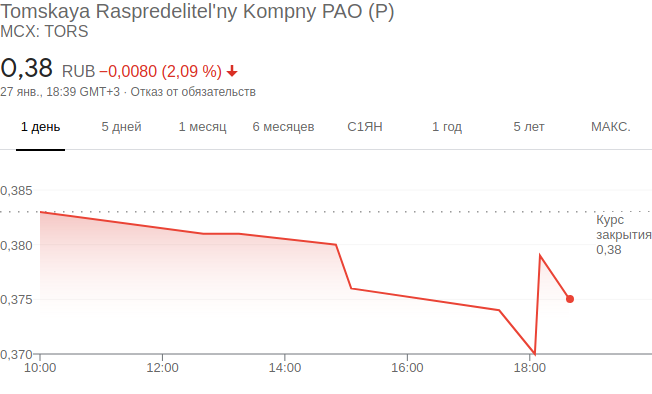 Tomskaya Raspredelitel'ny Kompny PAO (P)
MCX: TORS
0,38 RUB −0,0080 (2,09 %)
27 янв., 18:39 GMT+3 · Отказ от обязательств
1 день 5 дней 1 месяц 6 месяцев С1ЯН 1 год 5 лет МАКС.
0,385
Курс
закрытия
0,38
0,380
0,375
0,370
10:00 12:00 14:00 16:00 18:00